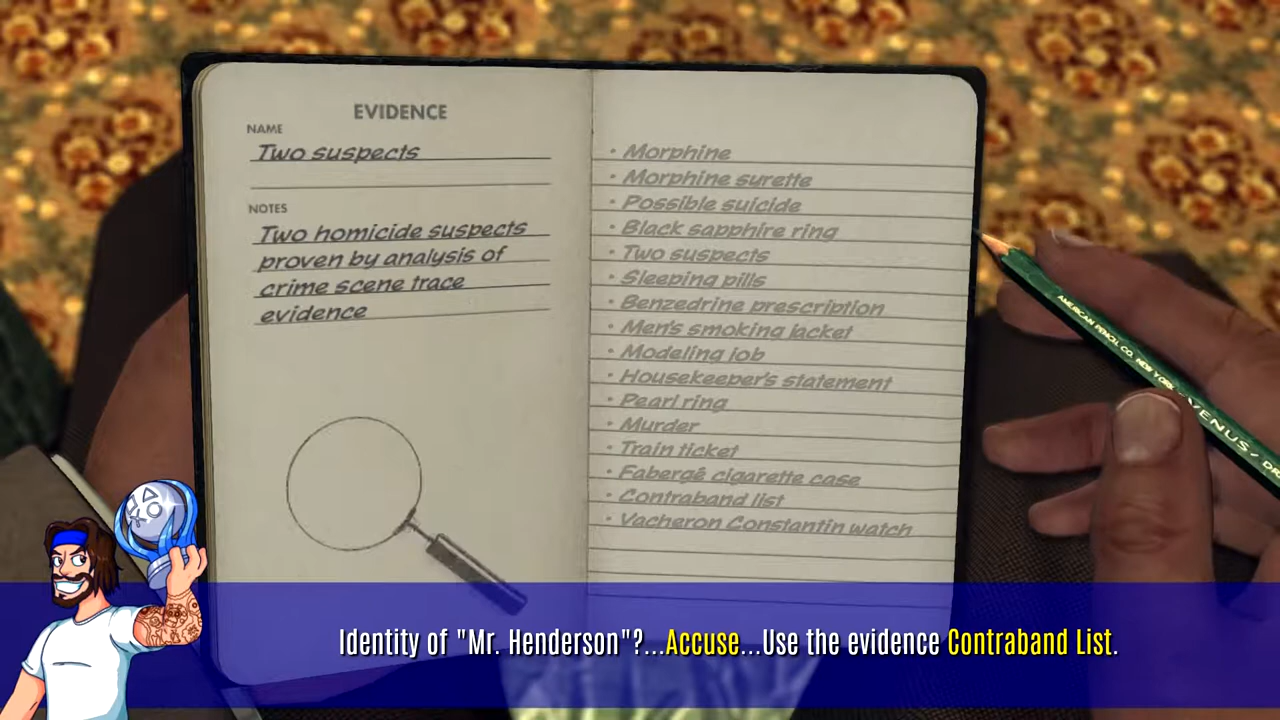 EVIDENCE
NAME
Two suspects
NOTES
Two homicide suspects
proven by analysis of
crime scene trace
evidence
• Morphine
• Morphine surette
• Possible suicide
• Black sapphire ring
• Two suspects
• Sleeping pills
• Benzedrine prescription
• Men's smoking jacket
• Modeling job
• Housekeeper's statement
• Pearl ring
• Murder
• Train ticket
• Fabergé cigarette case
• Contraband list
• Vacheron Constantin watch
AMERICAN PENCIL CO. NEW YORK VENUS / DR
Identity of "Mr. Henderson"?...Accuse...Use the evidence Contraband List.